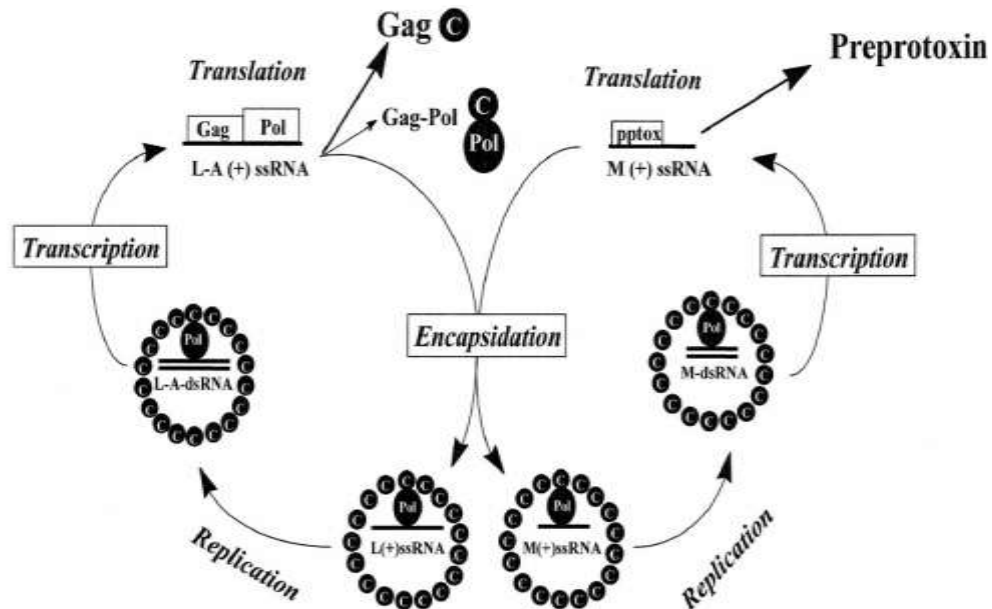 Gag C
Preprotoxin
Translation
Translation
Gag-Pol
C
Pol
Gag Pol
pptox
L-A (+) ssRNA
M (+) ssRNA
Transcription
Transcription
Encapsidation
C C C C C C C C C C C C C C C C C C
Pol
L-A-dsRNA
C C C C C C C C C C C C C C C C
Pol
M-dsRNA
C C C C C C C C C C C C C C C C C C
Pol
L(+)ssRNA
C C C C C C C C C C C C C C C C C C
Pol
M(+)ssRNA
Replication
Replication